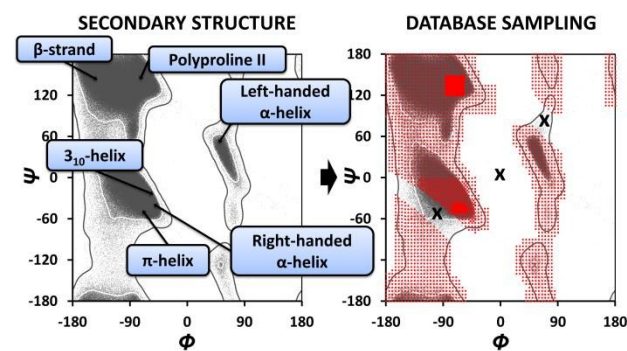 SECONDARY STRUCTURE
DATABASE SAMPLING
β-strand
Polyproline II
Left-handed
α-helix
3₁₀-helix
π-helix
Right-handed
α-helix
180
120
60
0
-60
-120
-180
Ψ
-180
-90
0
90
180
Φ
180
120
60
0
-60
-120
-180
Ψ
X
X
X
-180
-90
0
90
180
Φ